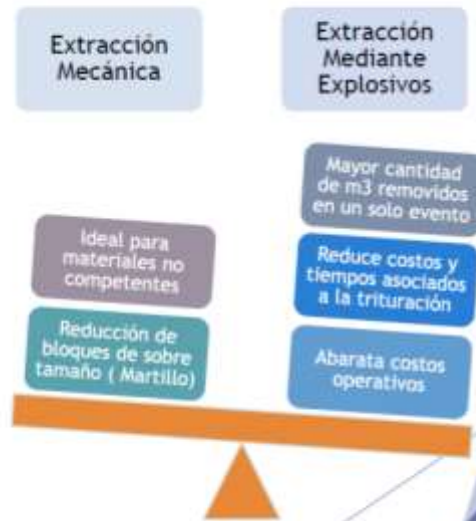 Extracción
Mecánica
Extracción
Mediante
Explosivos
Mayor cantidad
de m3 removidos
en un solo evento
Ideal para
materiales no
competentes
Reduce costos y
tiempos asociados
a la trituración
Reducción de
bloques de sobre
tamaño ( Martillo)
Abarata costos
operativos